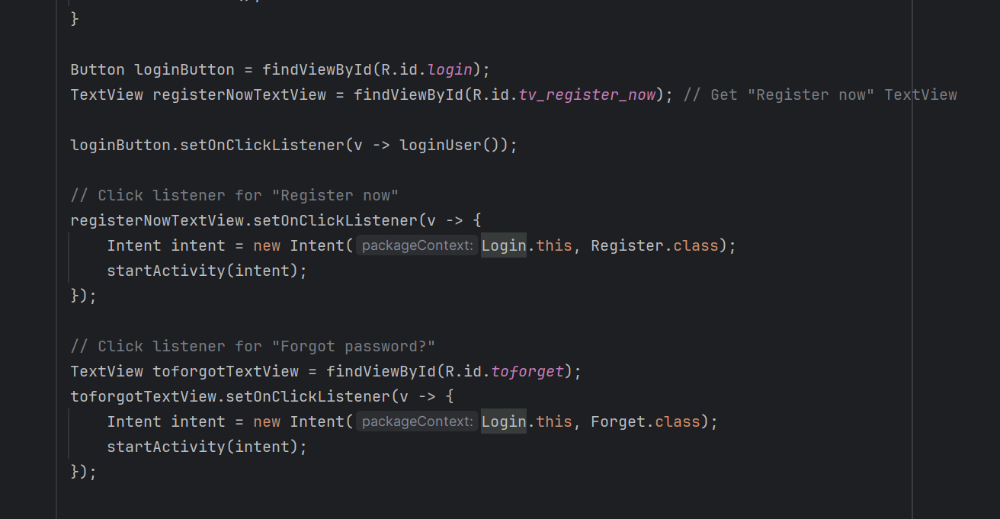 }
Button loginButton = findViewById(R.id.login);
TextView registerNowTextView = findViewById(R.id.tv_register_now); // Get "Register now" TextView
loginButton.setOnClickListener(v -> loginUser());
// Click listener for "Register now"
registerNowTextView.setOnClickListener(v -> {
    Intent intent = new Intent( packageContext: Login.this, Register.class);
    startActivity(intent);
});
// Click listener for "Forgot password?"
TextView toforgotTextView = findViewById(R.id.toforget);
toforgotTextView.setOnClickListener(v -> {
    Intent intent = new Intent( packageContext: Login.this, Forget.class);
    startActivity(intent);
});